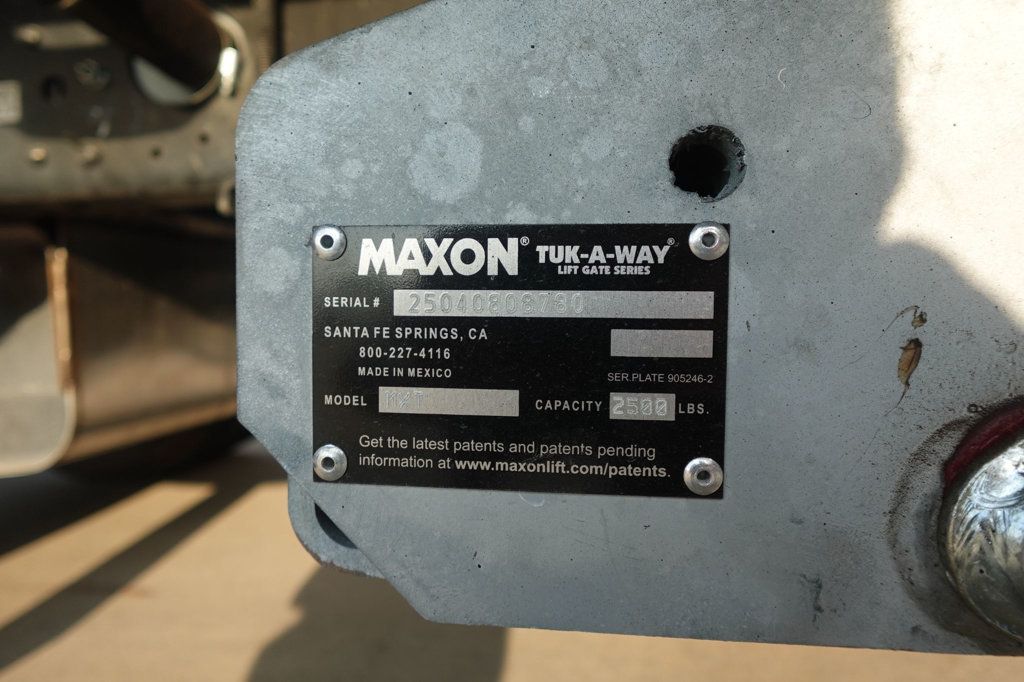 MAXON® TUK-A-WAY®
LIFT GATE SERIES
SERIAL # 25040808780
SANTA FE SPRINGS, CA
800-227-4116
MADE IN MEXICO
SER.PLATE 905246-2
MODEL CAPACITY 2500 LBS.
Get the latest patents and patents pending
information at www.maxonlift.com/patents.